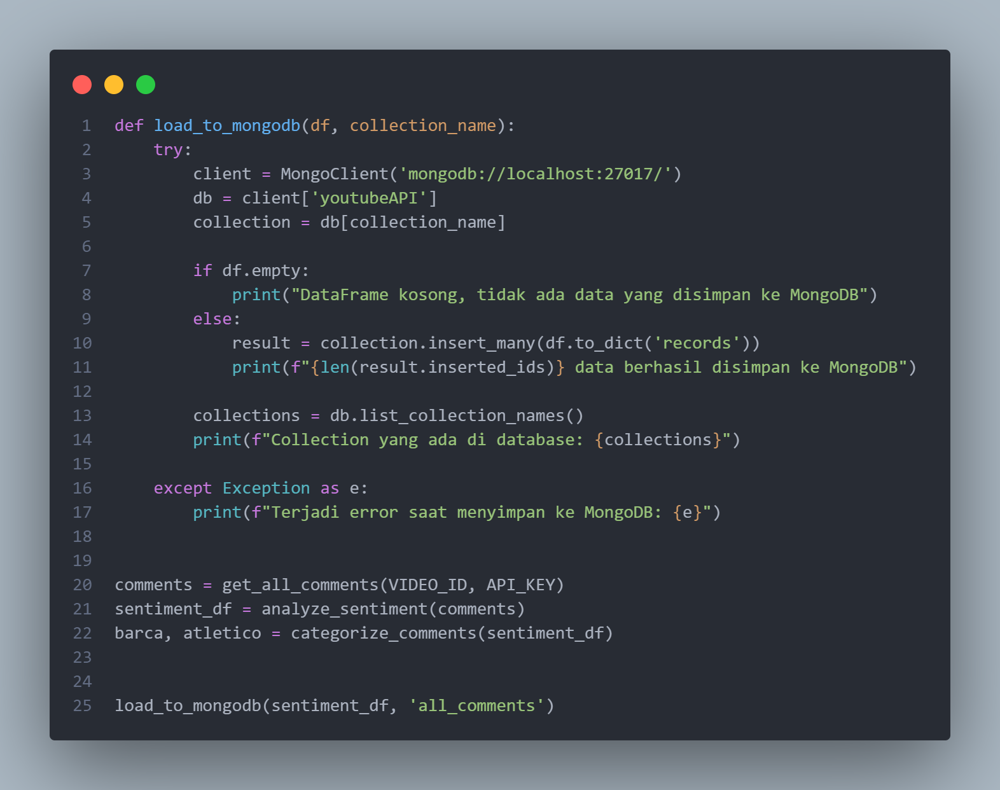 1 def load_to_mongodb(df, collection_name):
2     try:
3         client = MongoClient('mongodb://localhost:27017/')
4         db = client['youtubeAPI']
5         collection = db[collection_name]
6
7         if df.empty:
8             print("DataFrame kosong, tidak ada data yang disimpan ke MongoDB")
9         else:
10             result = collection.insert_many(df.to_dict('records'))
11             print(f"{len(result.inserted_ids)} data berhasil disimpan ke MongoDB")
12
13         collections = db.list_collection_names()
14         print(f"Collection yang ada di database: {collections}")
15
16     except Exception as e:
17         print(f"Terjadi error saat menyimpan ke MongoDB: {e}")
18
19
20 comments = get_all_comments(VIDEO_ID, API_KEY)
21 sentiment_df = analyze_sentiment(comments)
22 barca, atletico = categorize_comments(sentiment_df)
23
24
25 load_to_mongodb(sentiment_df, 'all_comments')